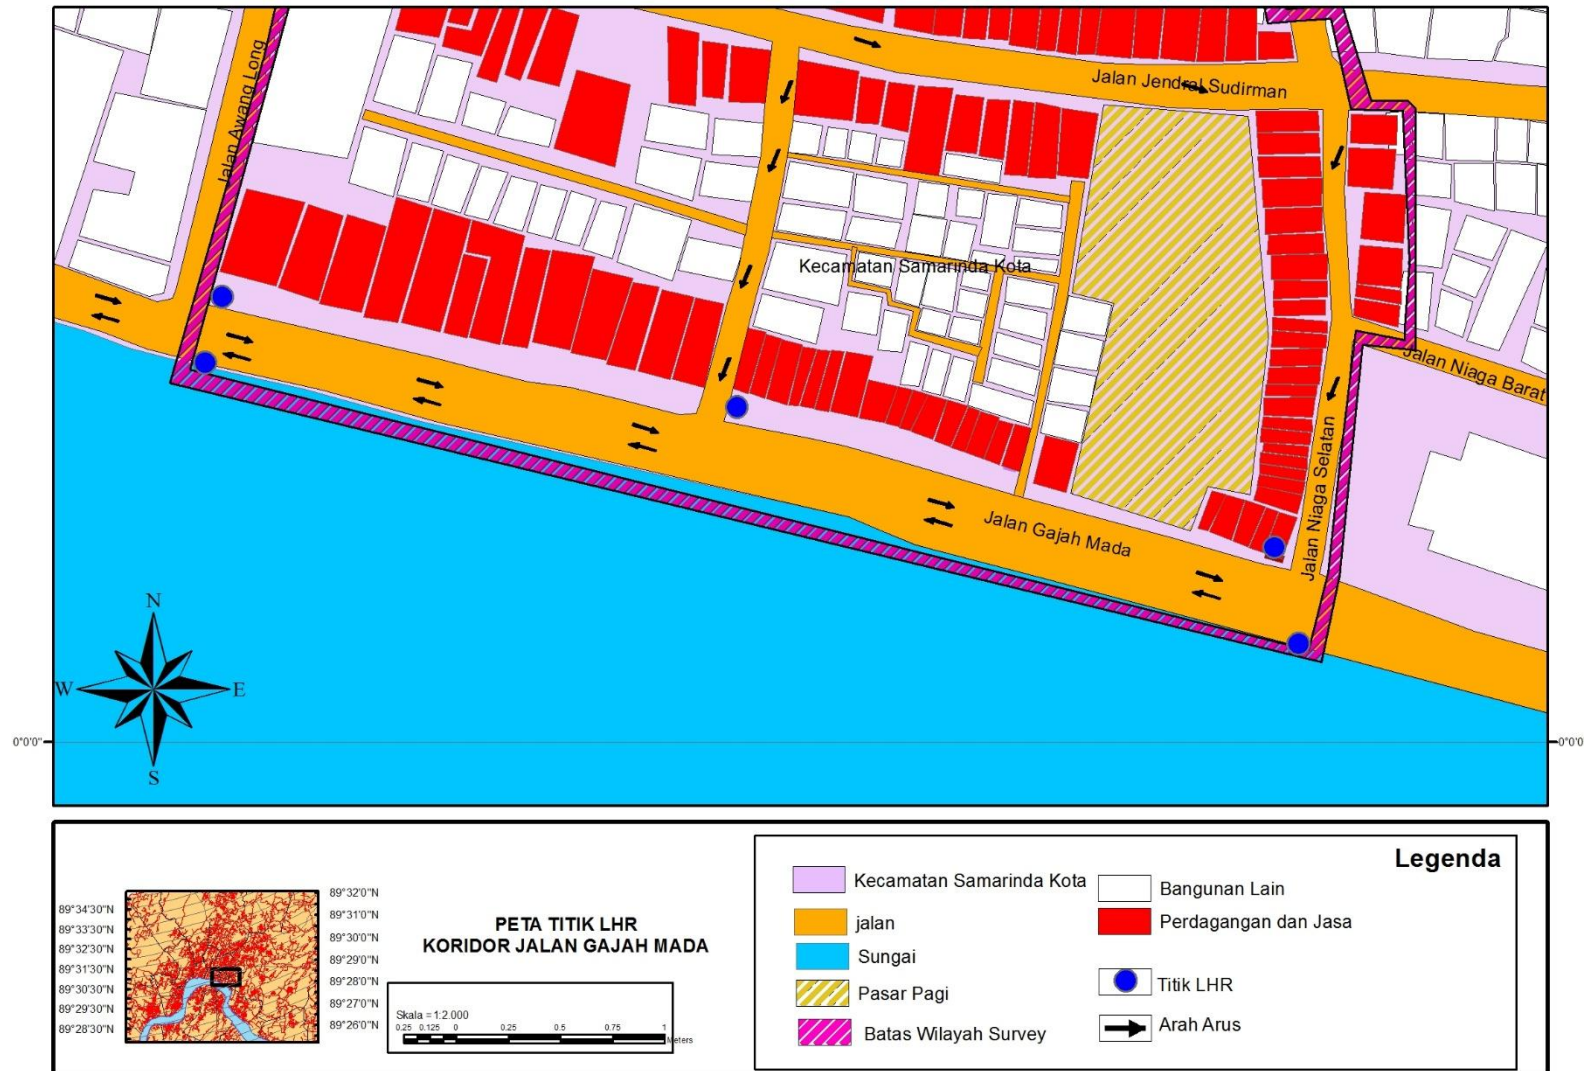 Jalan Awang Long
Jalan Jendral Sudirman
Kecamatan Samarinda Kota
Jalan Niaga Barat
Jalan Niaga Selatan
Jalan Gajah Mada
N
W
E
S
0°0'0"
0°0'0
89°34'30"N
89°33'30"N
89°32'30"N
89°31'30"N
89°30'30"N
89°29'30"N
89°28'30"N
89°32'0"N
89°31'0"N
89°30'0"N
89°29'0"N
89°28'0"N
89°27'0"N
89°26'0"N
PETA TITIK LHR
KORIDOR JALAN GAJAH MADA
Skala = 1:2.000
0.25 0.125 0 0.25 0.5 0.75 1
Meters
Legenda
Kecamatan Samarinda Kota
jalan
Sungai
Pasar Pagi
Batas Wilayah Survey
Bangunan Lain
Perdagangan dan Jasa
Titik LHR
Arah Arus